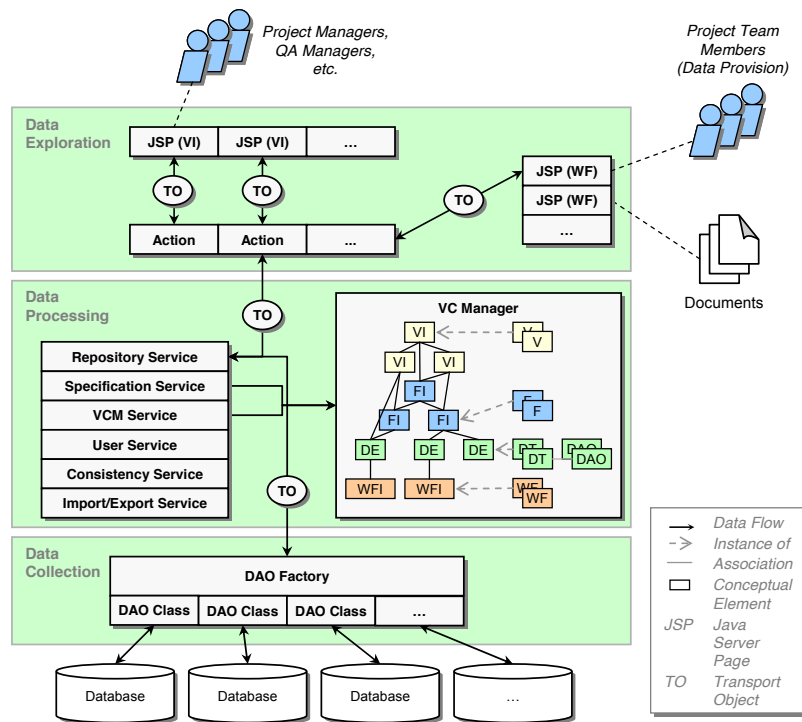 Project Managers,
QA Managers,
etc.
Project Team
Members
(Data Provision)
Data
Exploration
JSP (VI)
JSP (VI)
...
TO
TO
TO
JSP (WF)
JSP (WF)
...
Action
Action
...
Documents
Data
Processing
TO
VC Manager
Repository Service
Specification Service
VCM Service
User Service
Consistency Service
Import/Export Service
TO
VI
V
V
VI
VI
FI
F
F
FI
FI
DE
DE
DE
DT
DAO
DT
DAO
WFI
WFI
WF
WF
Data
Collection
DAO Factory
DAO Class
DAO Class
DAO Class
...
Database
Database
Database
...
Data Flow
Instance of
Association
Conceptual
Element
JSP
Java
Server
Page
TO
Transport
Object